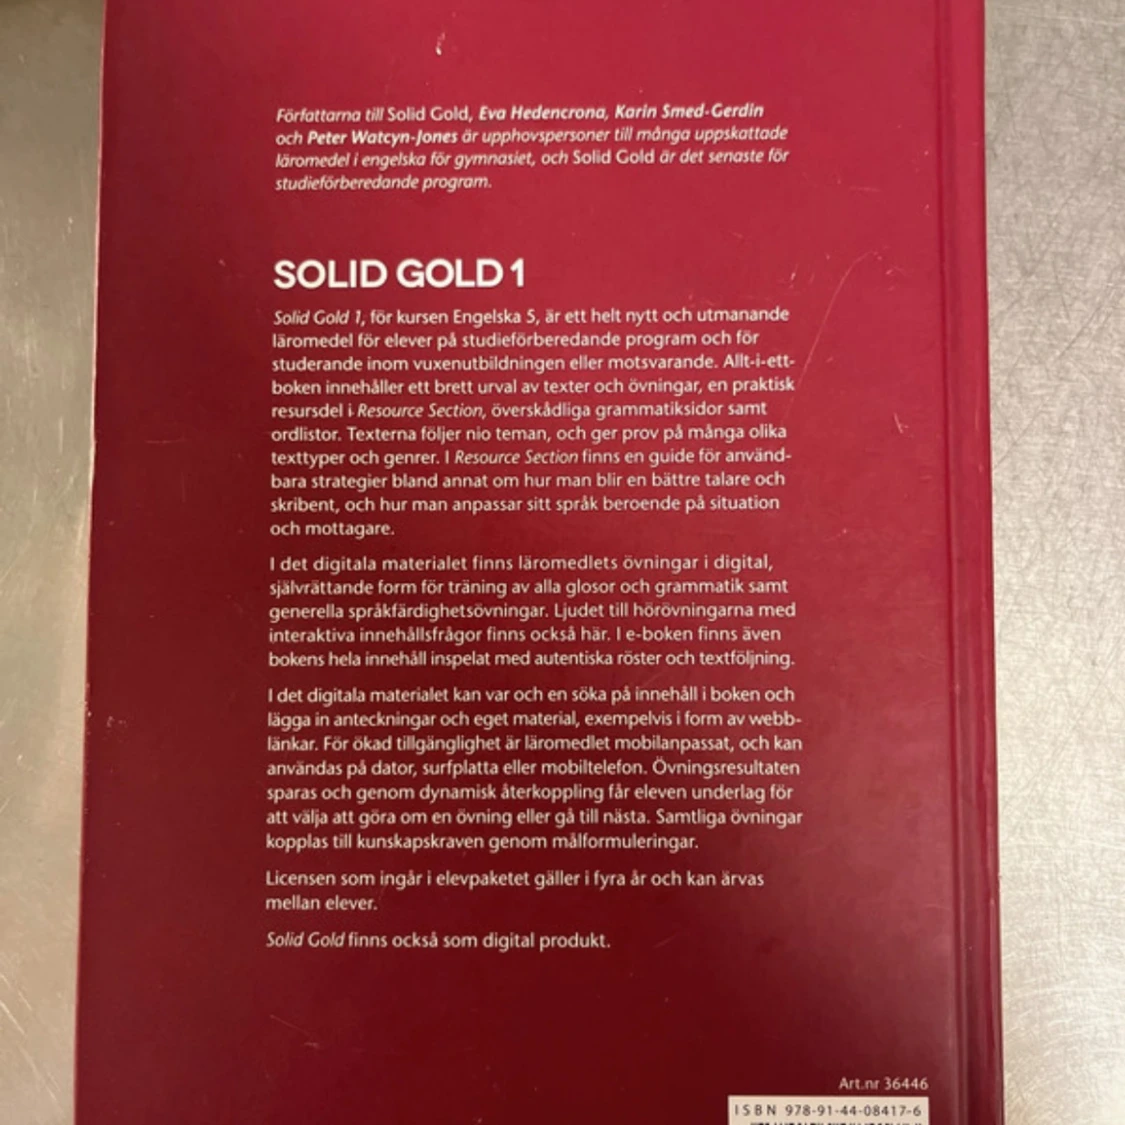 Författarna till Solid Gold, Eva Hedencrona, Karin Smed-Gerdin
och Peter Watcyn-Jones är upphovspersoner till många uppskattade
läromedel i engelska för gymnasiet, och Solid Gold är det senaste för
studieförberedande program.
SOLID GOLD 1
Solid Gold 1, för kursen Engelska 5, är ett helt nytt och utmanande
läromedel för elever på studieförberedande program och för
studerande inom vuxenutbildningen eller motsvarande. Allt-i-ett-
boken innehåller ett brett urval av texter och övningar, en praktisk
resursdel i Resource Section, överskådliga grammatiksidor samt
ordlistor. Texterna följer nio teman, och ger prov på många olika
texttyper och genrer. I Resource Section finns en guide för använd-
bara strategier bland annat om hur man blir en bättre talare och
skribent, och hur man anpassar sitt språk beroende på situation
och mottagare.
I det digitala materialet finns läromedlets övningar i digital,
självrättande form för träning av alla glosor och grammatik samt
generella språkfärdighetsövningar. Ljudet till hörövningarna med
interaktiva innehållsfrågor finns också här. I e-boken finns även
bokens hela innehåll inspelat med autentiska röster och textföljning.
I det digitala materialet kan var och en söka på innehåll i boken och
lägga in anteckningar och eget material, exempelvis i form av webb-
länkar. För ökad tillgänglighet är läromedlet mobilanpassat, och kan
användas på dator, surfplatta eller mobiltelefon. Övningsresultaten
sparas och genom dynamisk återkoppling får eleven underlag för
att välja att göra om en övning eller gå till nästa. Samtliga övningar
kopplas till kunskapskraven genom målformuleringar.
Licensen som ingår i elevpaketet gäller i fyra år och kan ärvas
mellan elever.
Solid Gold finns också som digital produkt.
Art.nr 36446
ISBN 978-91-44-08417-6